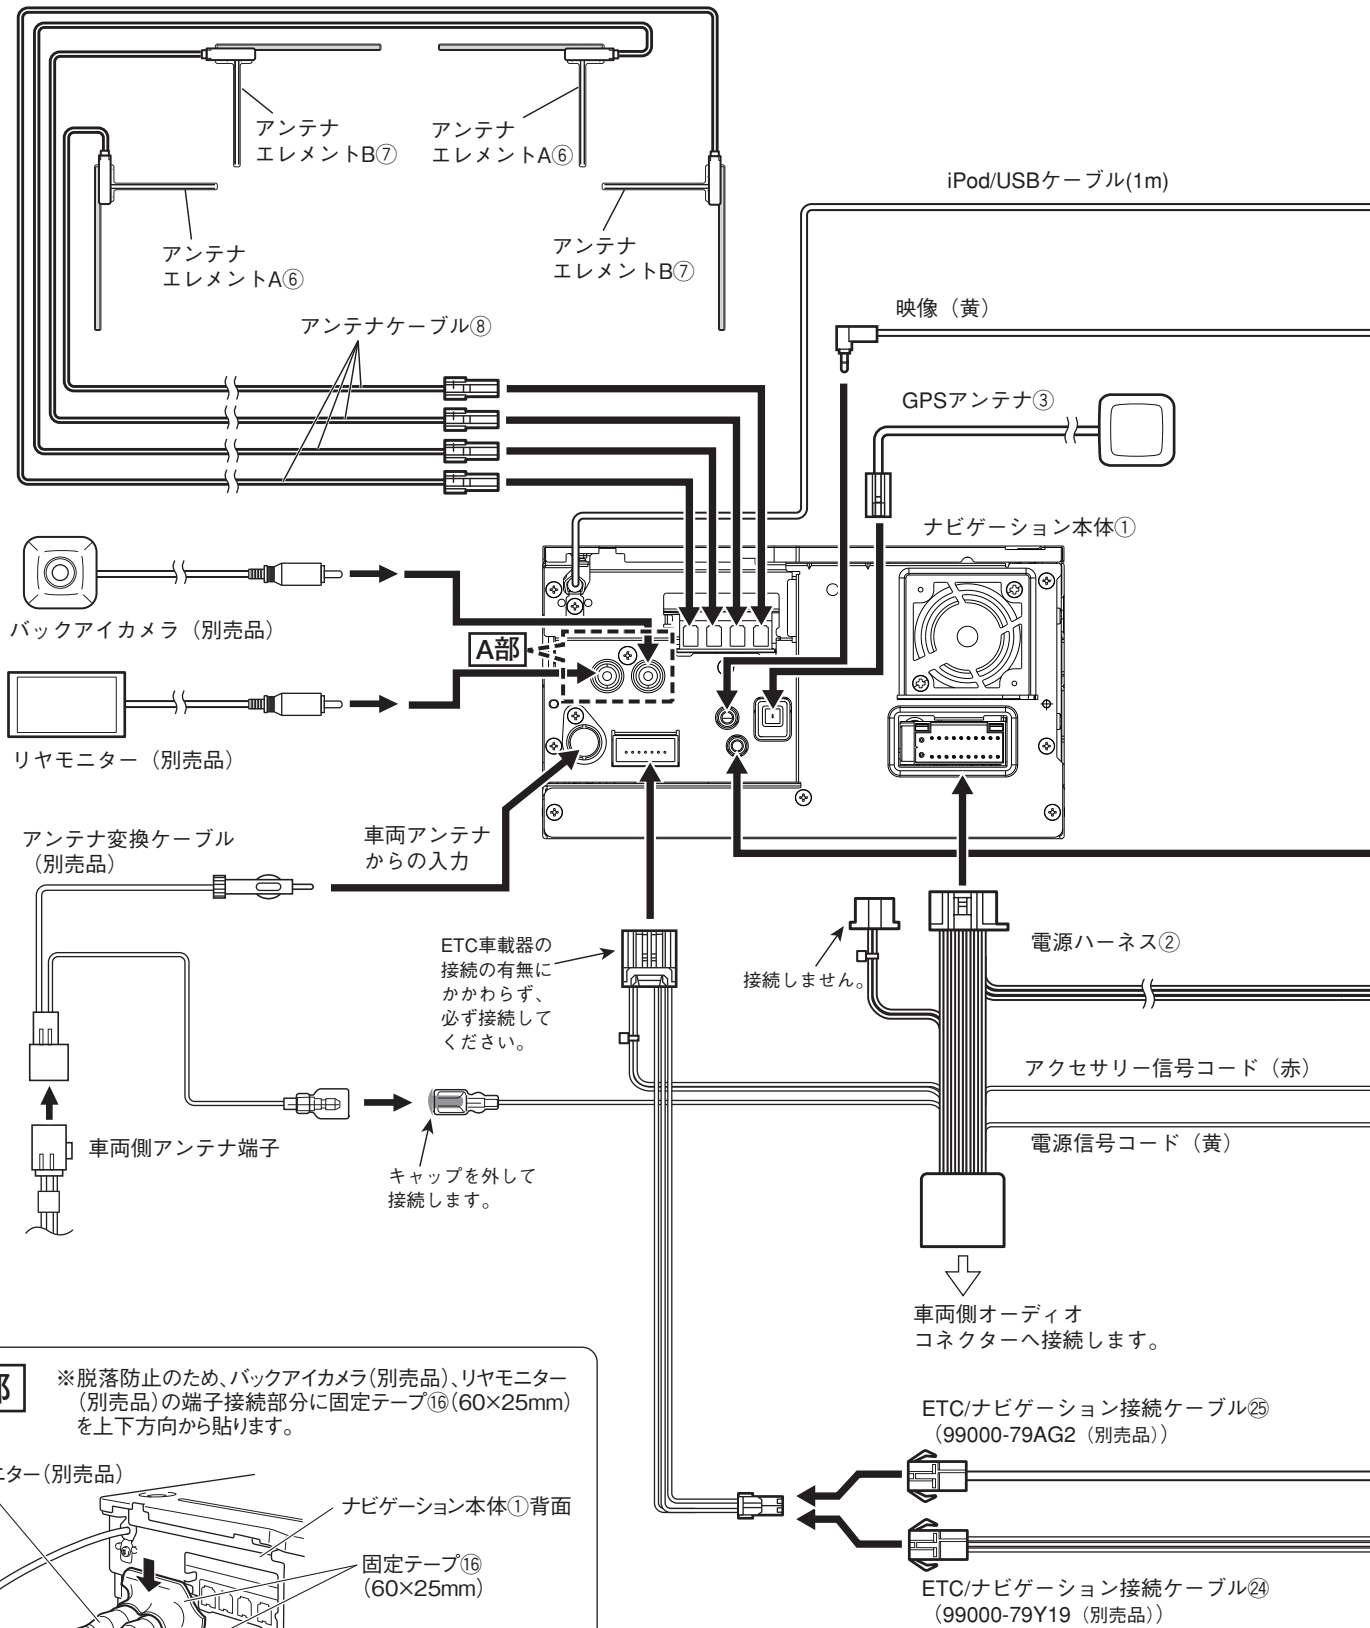 アンテナ
エレメントB⑦
アンテナ
エレメントA⑥
アンテナ
エレメントA⑥
アンテナ
エレメントB⑦
iPod/USBケーブル(1m)
アンテナケーブル⑧
映像（黄）
GPSアンテナ③
ナビゲーション本体①
バックアイカメラ（別売品）
A部
リヤモニター（別売品）
アンテナ変換ケーブル
（別売品）
車両アンテナ
からの入力
ETC車載器の
接続の有無に
かかわらず、
必ず接続して
ください。
接続しません。
電源ハーネス②
アクセサリー信号コード（赤）
電源信号コード（黄）
車両側アンテナ端子
キャップを外して
接続します。
車両側オーディオ
コネクターへ接続します。
部
※脱落防止のため、バックアイカメラ(別売品)、リヤモニター
(別売品)の端子接続部分に固定テープ⑯(60×25mm)
を上下方向から貼ります。
ニター(別売品)
ナビゲーション本体①背面
固定テープ⑯
(60×25mm)
ETC/ナビゲーション接続ケーブル㉕
（99000-79AG2（別売品））
ETC/ナビゲーション接続ケーブル㉔
（99000-79Y19（別売品））